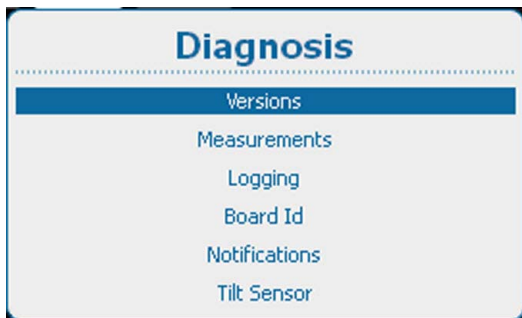 Diagnosis
Versions
Measurements
Logging
Board Id
Notifications
Tilt Sensor